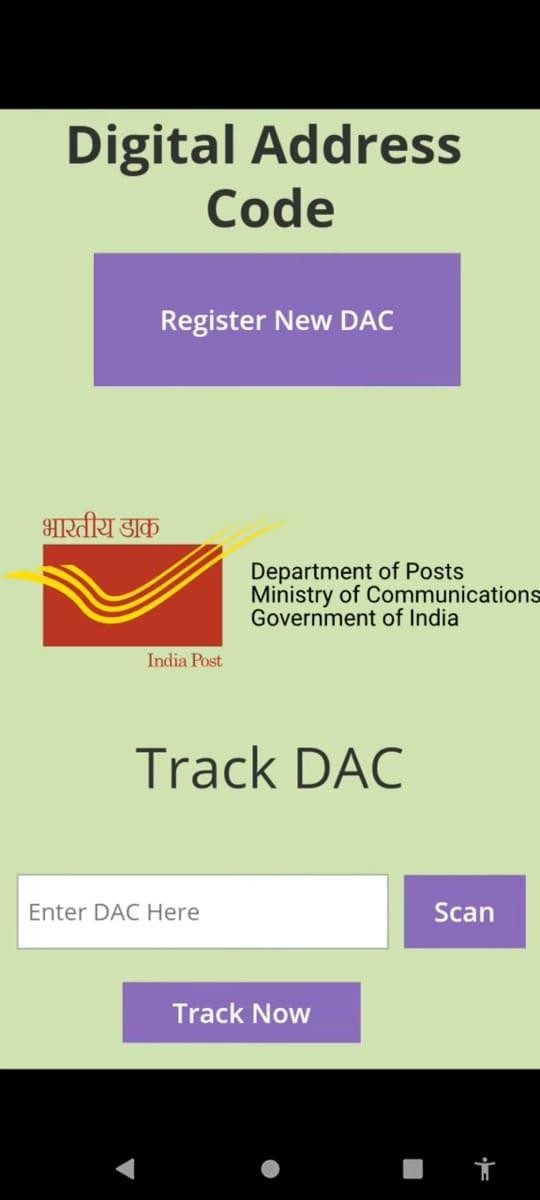 Digital Address
Code
Register New DAC
भारतीय डाक
India Post
Department of Posts
Ministry of Communications
Government of India
Track DAC
Enter DAC Here
Scan
Track Now